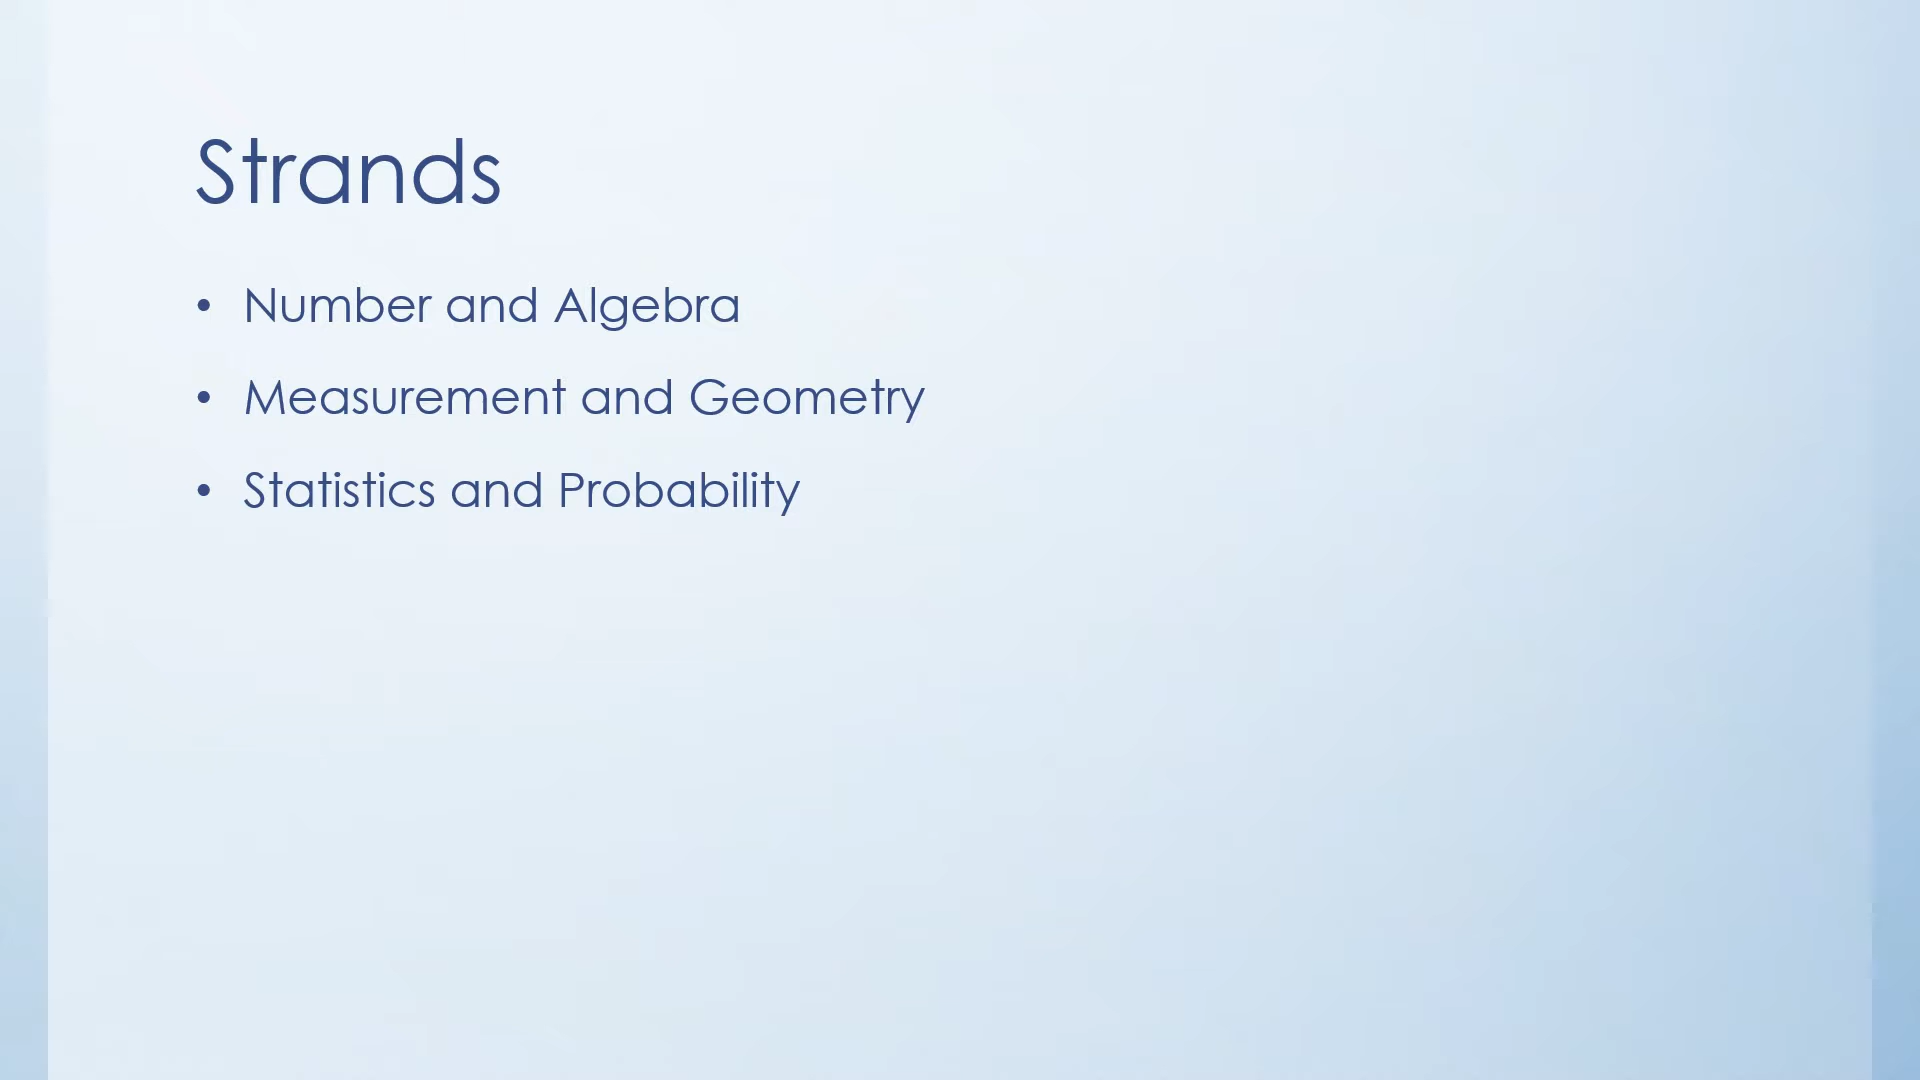 Strands
• Number and Algebra
• Measurement and Geometry
• Statistics and Probability